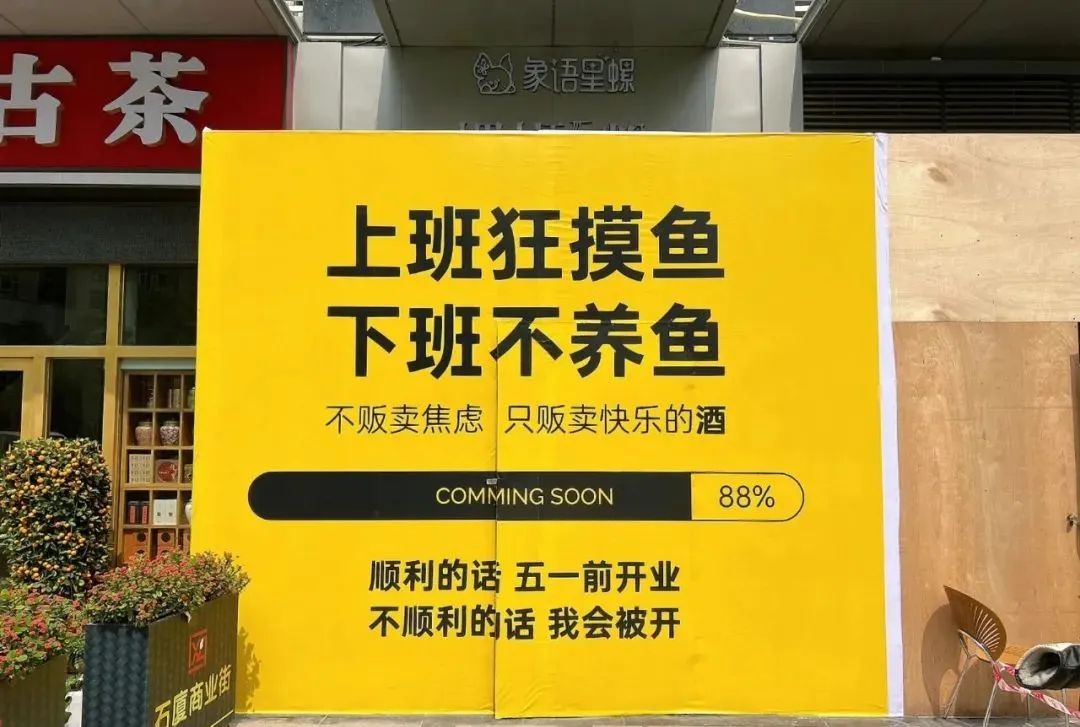 古茶
象语星螺
上班狂摸鱼
下班不养鱼
不贩卖焦虑 只贩卖快乐的酒
COMMING SOON 88%
顺利的话 五一前开业
不顺利的话 我会被开
石厦商业街